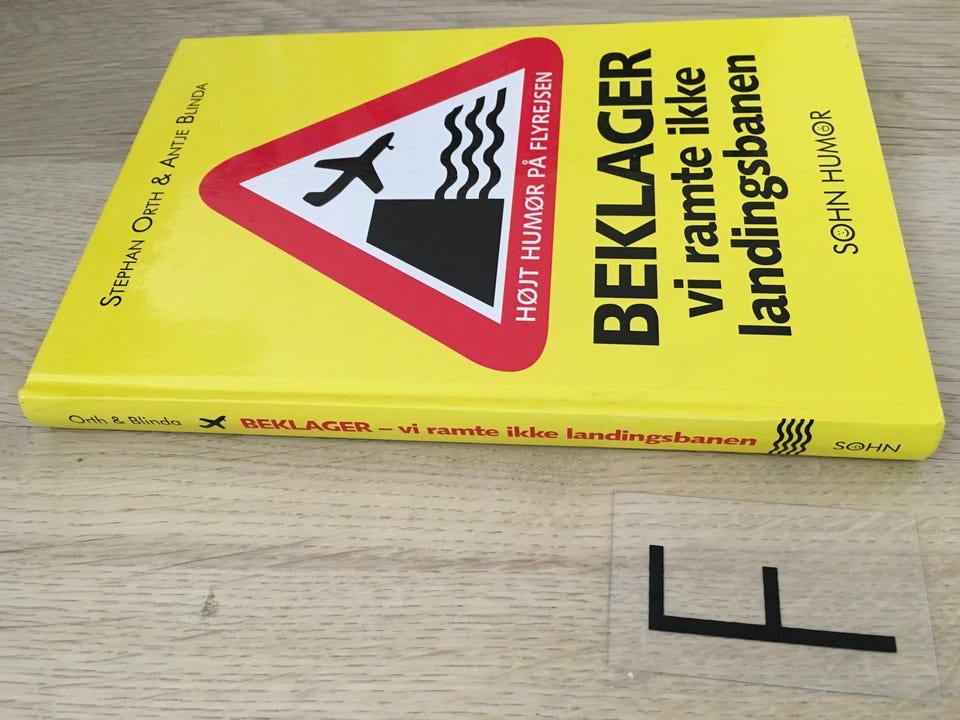 STEPHAN ORTH & ANTJE BLINDA
HØJT HUMØR PÅ FLYREJSEN
BEKLAGER
vi ramte ikke
landingsbanen
SOHN HUMOR
Orth & Blinda BEKLAGER – vi ramte ikke landingsbanen SOHN
F